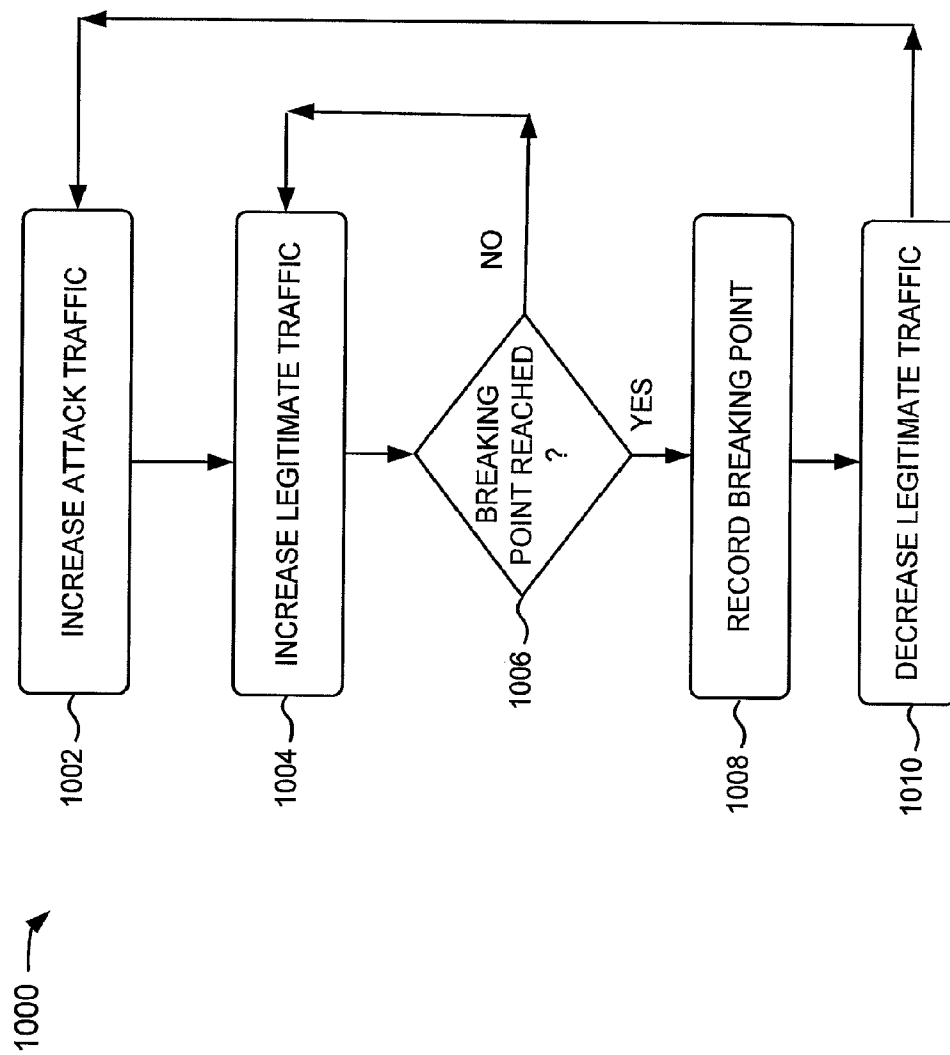 1000
1002
INCREASE ATTACK TRAFFIC
1004
INCREASE LEGITIMATE TRAFFIC
1006
BREAKING
POINT REACHED
?
NO
YES
1008
RECORD BREAKING POINT
1010
DECREASE LEGITIMATE TRAFFIC